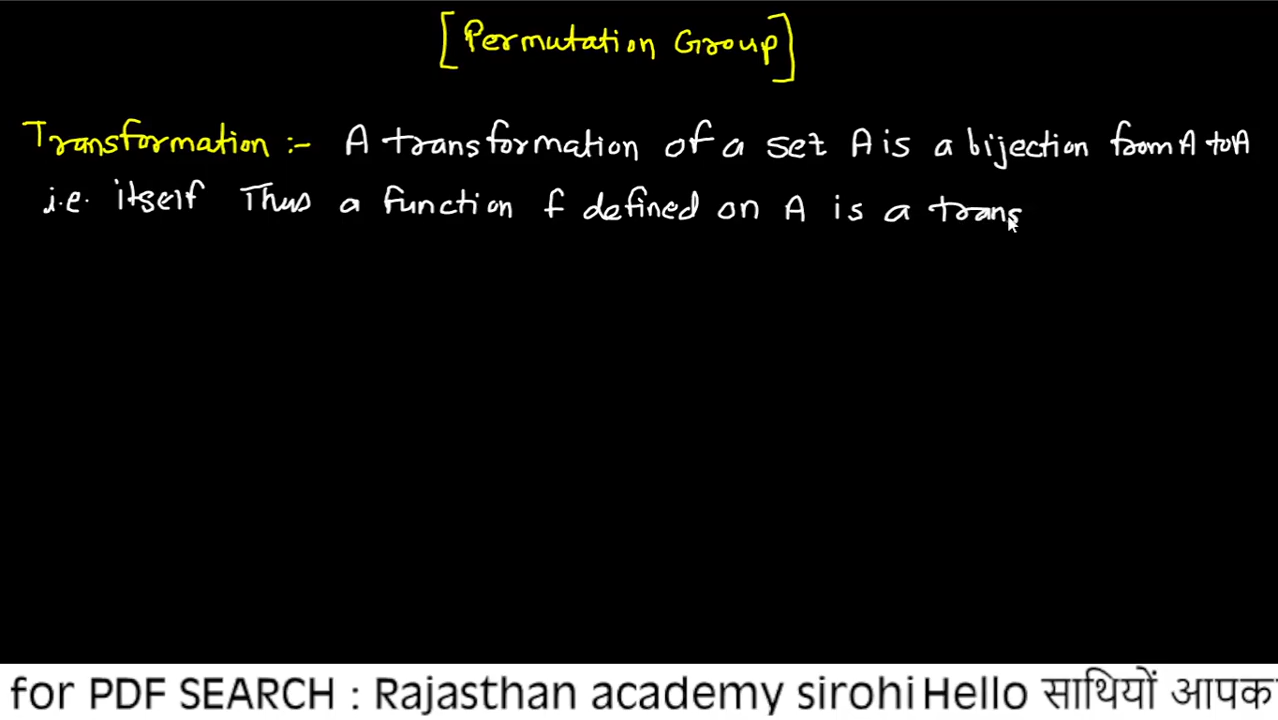 [Permutation Group]
Transformation :- A transformation of a set A is a bijection from A to A
i.e. itself Thus a function f defined on A is a trans
for PDF SEARCH : Rajasthan academy sirohi Hello साथियों आपक